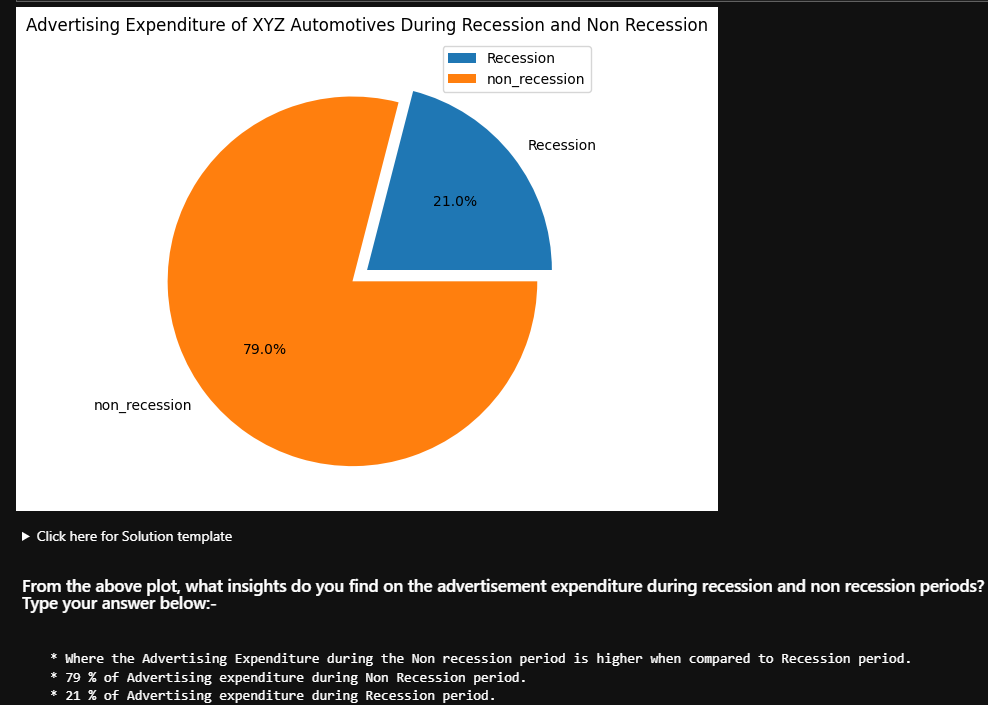 Advertising Expenditure of XYZ Automotives During Recession and Non Recession
Recession
non_recession
Recession
21.0%
79.0%
non_recession
▶ Click here for Solution template
From the above plot, what insights do you find on the advertisement expenditure during recession and non recession periods?
Type your answer below:-
* Where the Advertising Expenditure during the Non recession period is higher when compared to Recession period.
* 79 % of Advertising expenditure during Non Recession period.
* 21 % of Advertising expenditure during Recession period.